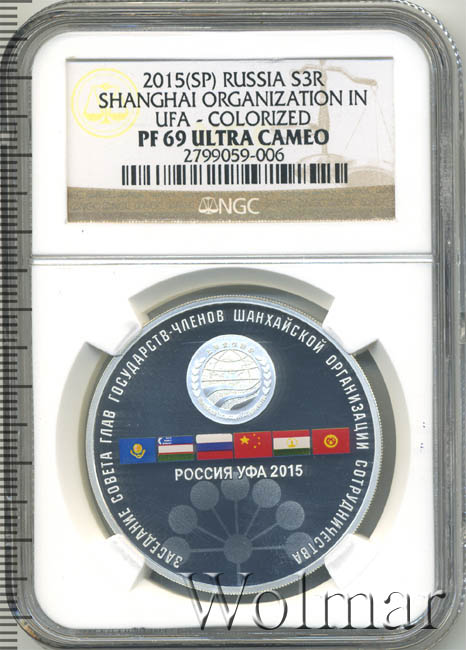 2015(SP) RUSSIA S3R
SHANGHAI ORGANIZATION IN
UFA - COLORIZED
PF 69 ULTRA CAMEO
2799059-006
NGC
ЗАСЕДАНИЕ СОВЕТА ГЛАВ ГОСУДАРСТВ-ЧЛЕНОВ ШАНХАЙСКОЙ ОРГАНИЗАЦИИ СОТРУДНИЧЕСТВА
РОССИЯ УФА 2015
Wolmar